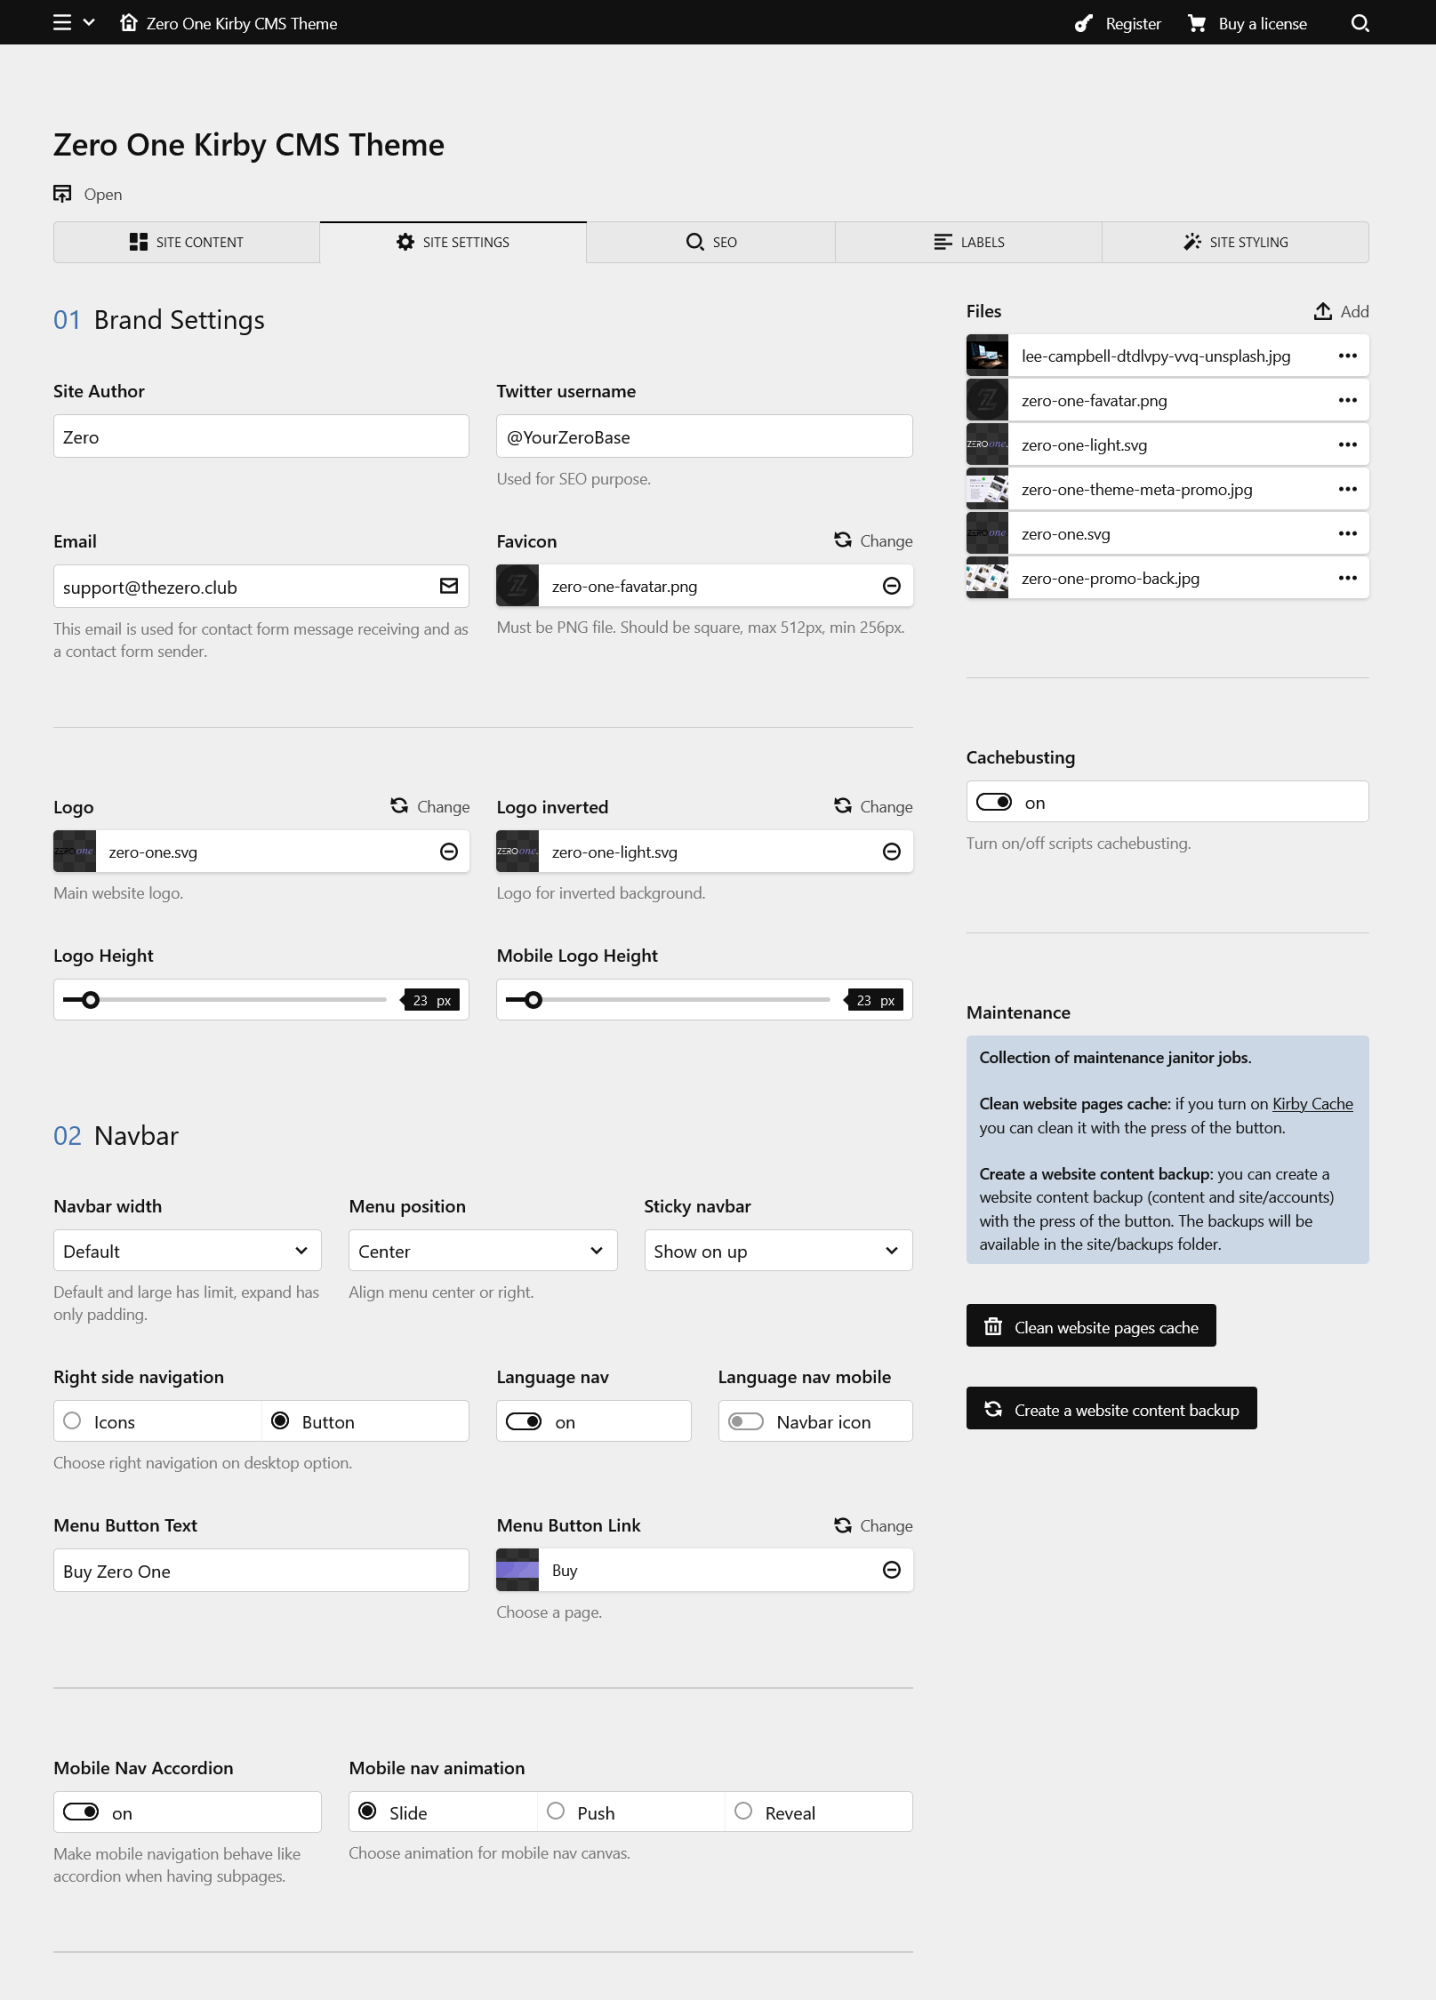 Zero One Kirby CMS Theme
Register
Buy a license
Zero One Kirby CMS Theme
Open
SITE CONTENT
SITE SETTINGS
SEO
LABELS
SITE STYLING
01 Brand Settings
Site Author
Zero
Twitter username
@YourZeroBase
Used for SEO purpose.
Email
support@thezero.club
This email is used for contact form message receiving and as
a contact form sender.
Favicon
Change
zero-one-favatar.png
Must be PNG file. Should be square, max 512px, min 256px.
Logo
Change
ZERO one
zero-one.svg
Main website logo.
Logo inverted
Change
ZERO one.
zero-one-light.svg
Logo for inverted background.
Logo Height
23 px
Mobile Logo Height
23 px
02 Navbar
Navbar width
Default
Default and large has limit, expand has
only padding.
Menu position
Center
Align menu center or right.
Sticky navbar
Show on up
Right side navigation
Icons
Button
Choose right navigation on desktop option.
Language nav
on
Language nav mobile
Navbar icon
Menu Button Text
Buy Zero One
Menu Button Link
Change
Buy
Choose a page.
Mobile Nav Accordion
on
Make mobile navigation behave like
accordion when having subpages.
Mobile nav animation
Slide
Push
Reveal
Choose animation for mobile nav canvas.
Files
Add
lee-campbell-dtdlvpy-vvq-unsplash.jpg
zero-one-favatar.png
ZERO one.
zero-one-light.svg
zero-one-theme-meta-promo.jpg
ZERO one
zero-one.svg
zero-one-promo-back.jpg
Cachebusting
on
Turn on/off scripts cachebusting.
Maintenance
Collection of maintenance janitor jobs.
Clean website pages cache: if you turn on Kirby Cache
you can clean it with the press of the button.
Create a website content backup: you can create a
website content backup (content and site/accounts)
with the press of the button. The backups will be
available in the site/backups folder.
Clean website pages cache
Create a website content backup